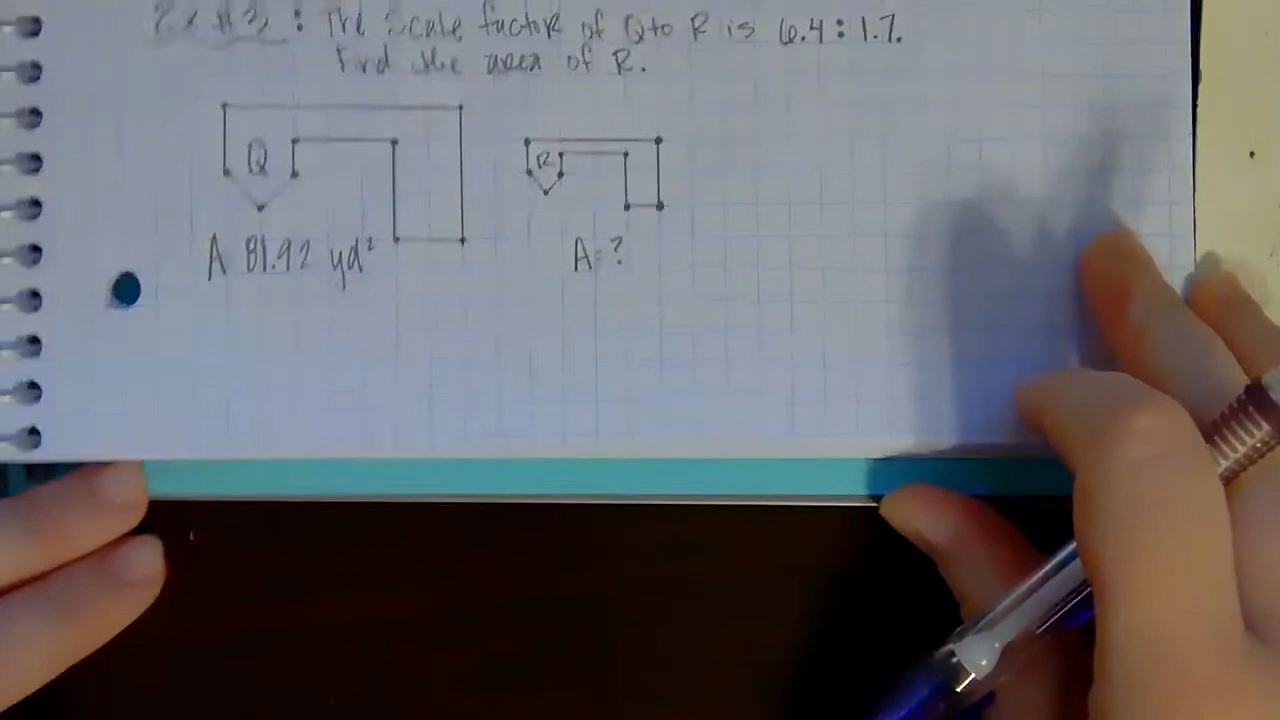 Ex #3: The scale factor of Q to R is 6.4:1.7.
Find the area of R.
Q
R
A = 81.92 yd²
A = ?